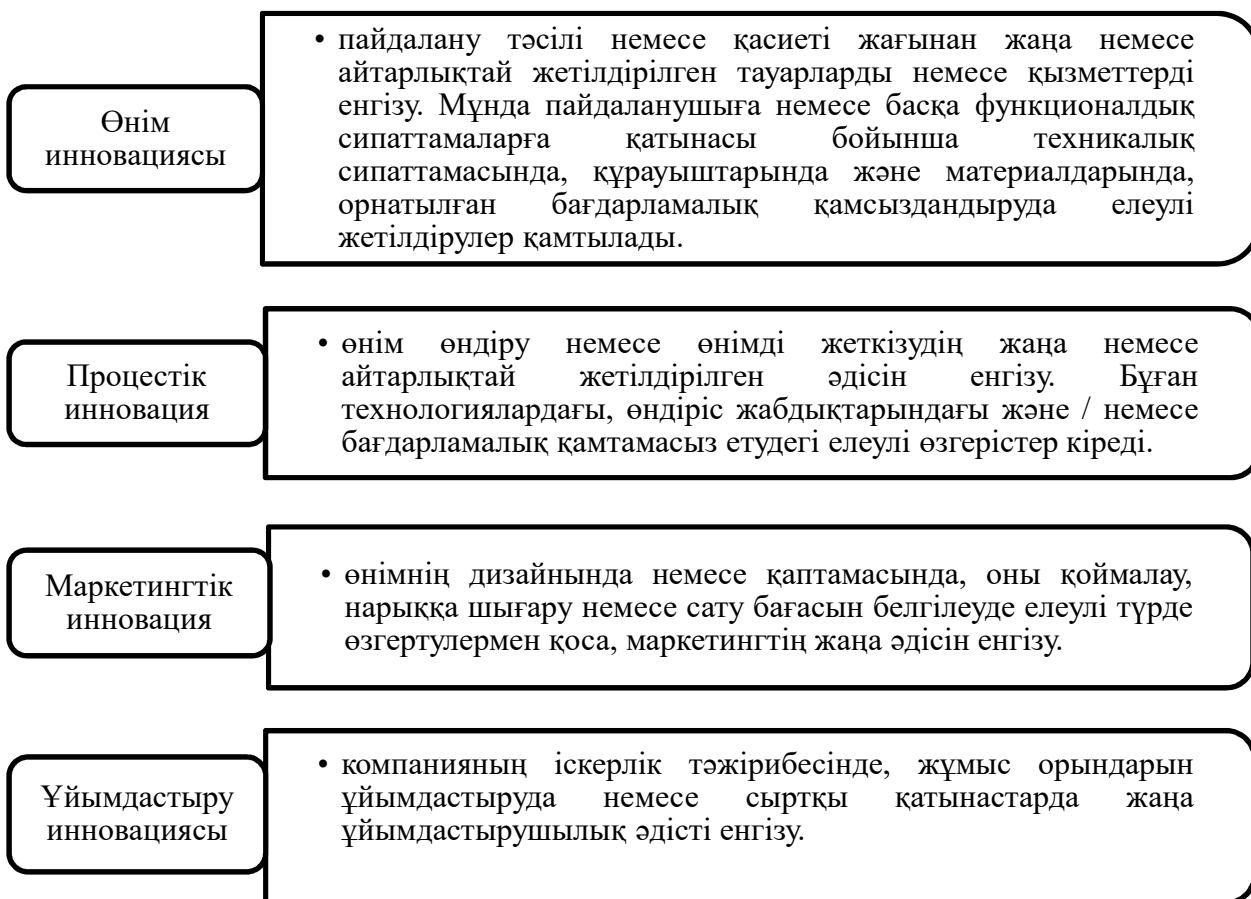 Өнім
инновациясы
• пайдалану тәсілі немесе қасиеті жағынан жаңа немесе
айтарлықтай жетілдірілген тауарларды немесе қызметтерді
енгізу. Мұнда пайдаланушыға немесе басқа функционалдық
сипаттамаларға қатынасы бойынша техникалық
сипаттамасында, құрауыштарында және материалдарында,
орнатылған бағдарламалық қамсыздандыруда елеулі
жетілдірулер қамтылады.
Процестік
инновация
• өнім өндіру немесе өнімді жеткізудің жаңа немесе
айтарлықтай жетілдірілген әдісін енгізу. Бұған
технологиялардағы, өндіріс жабдықтарындағы және / немесе
бағдарламалық қамтамасыз етудегі елеулі өзгерістер кіреді.
Маркетингтік
инновация
• өнімнің дизайнында немесе қаптамасында, оны қоймалау,
нарыққа шығару немесе сату бағасын белгілеуде елеулі түрде
өзгертулермен қоса, маркетингтің жаңа әдісін енгізу.
Ұйымдастыру
инновациясы
• компанияның іскерлік тәжірибесінде, жұмыс орындарын
ұйымдастыруда немесе сыртқы қатынастарда жаңа
ұйымдастырушылық әдісті енгізу.